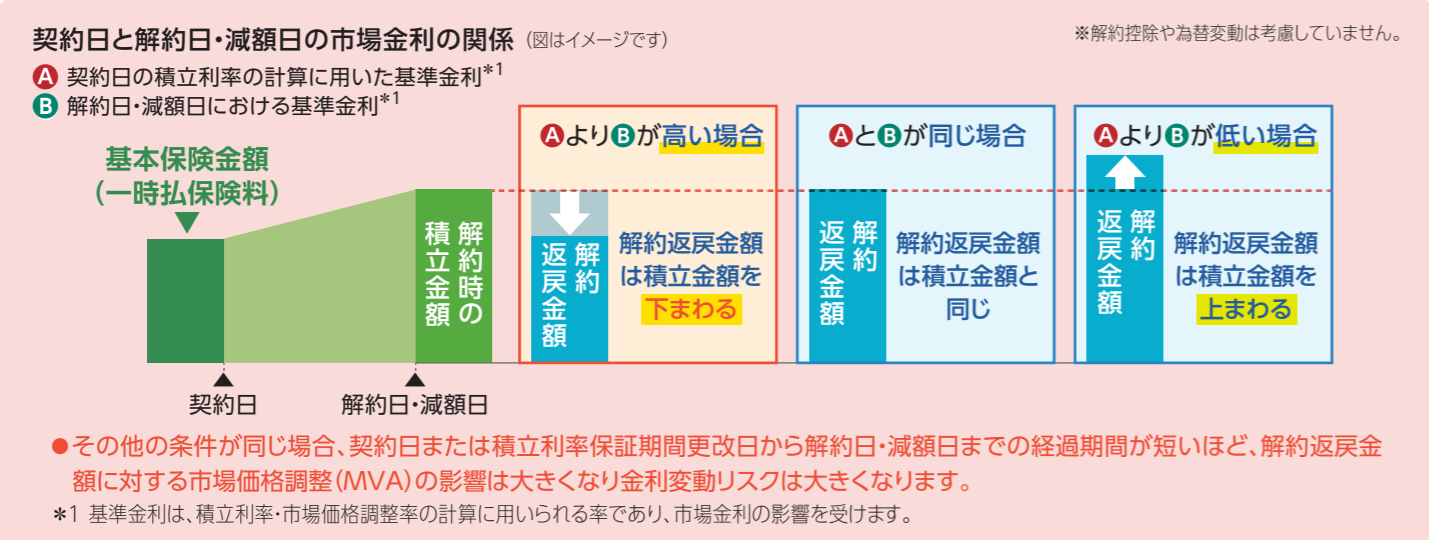 契約日と解約日・減額日の市場金利の関係（図はイメージです）
※解約控除や為替変動は考慮していません。
A 契約日の積立利率の計算に用いた基準金利*1
B 解約日・減額日における基準金利*1
基本保険金額
（一時払保険料）
解約時の
積立金額
契約日
解約日・減額日
AよりBが高い場合
解約
返戻金額
解約返戻金額
は積立金額を
下まわる
AとBが同じ場合
解約
返戻金額
解約返戻金額
は積立金額と
同じ
AよりBが低い場合
解約
返戻金額
解約返戻金額
は積立金額を
上まわる
●その他の条件が同じ場合、契約日または積立利率保証期間更改日から解約日・減額日までの経過期間が短いほど、解約返戻金
額に対する市場価格調整（MVA）の影響は大きくなり金利変動リスクは大きくなります。
*1 基準金利は、積立利率・市場価格調整率の計算に用いられる率であり、市場金利の影響を受けます。